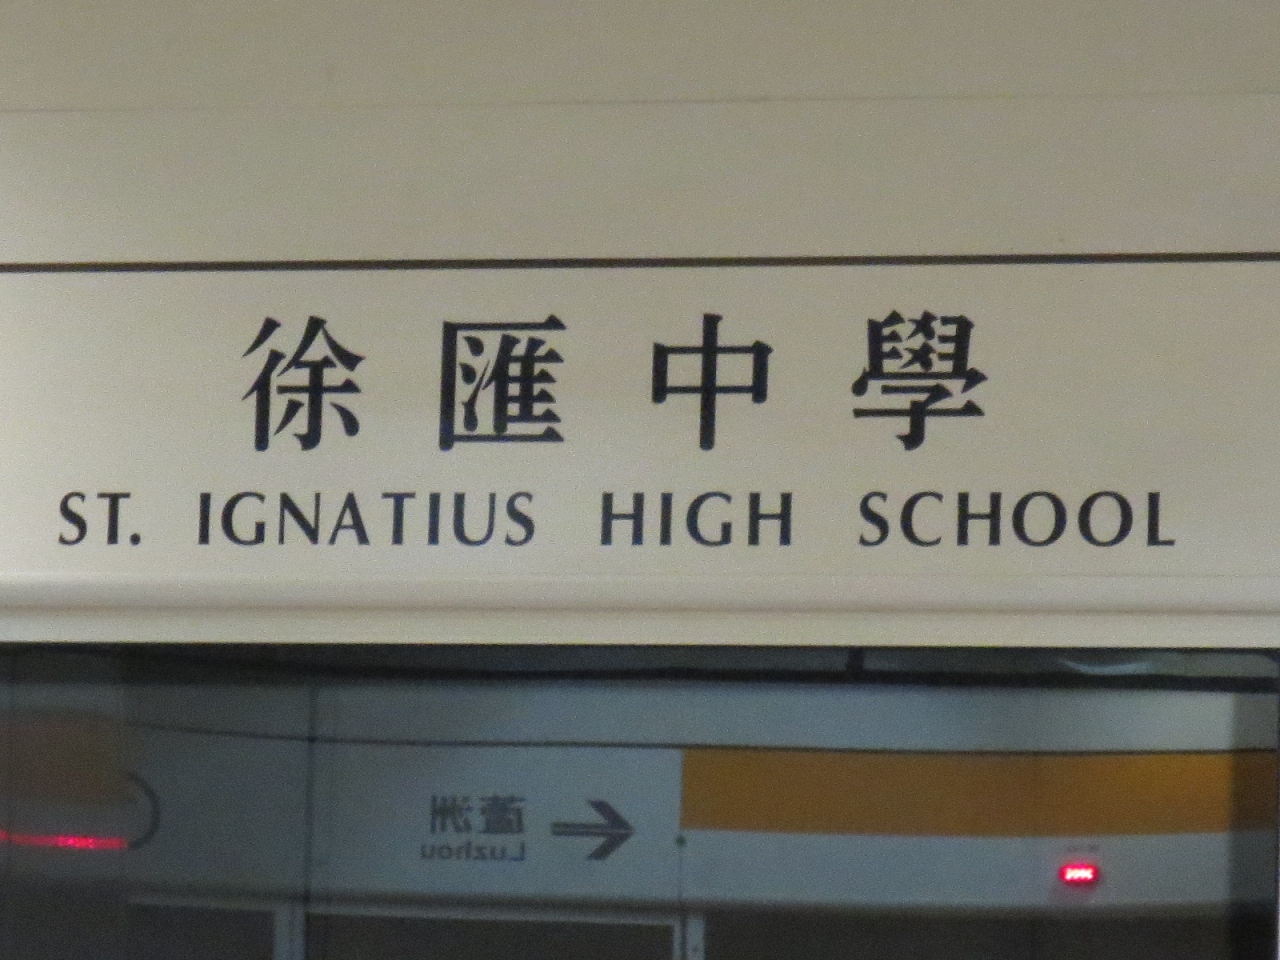 徐匯中學
ST. IGNATIUS HIGH SCHOOL
蘆洲
Luzhou